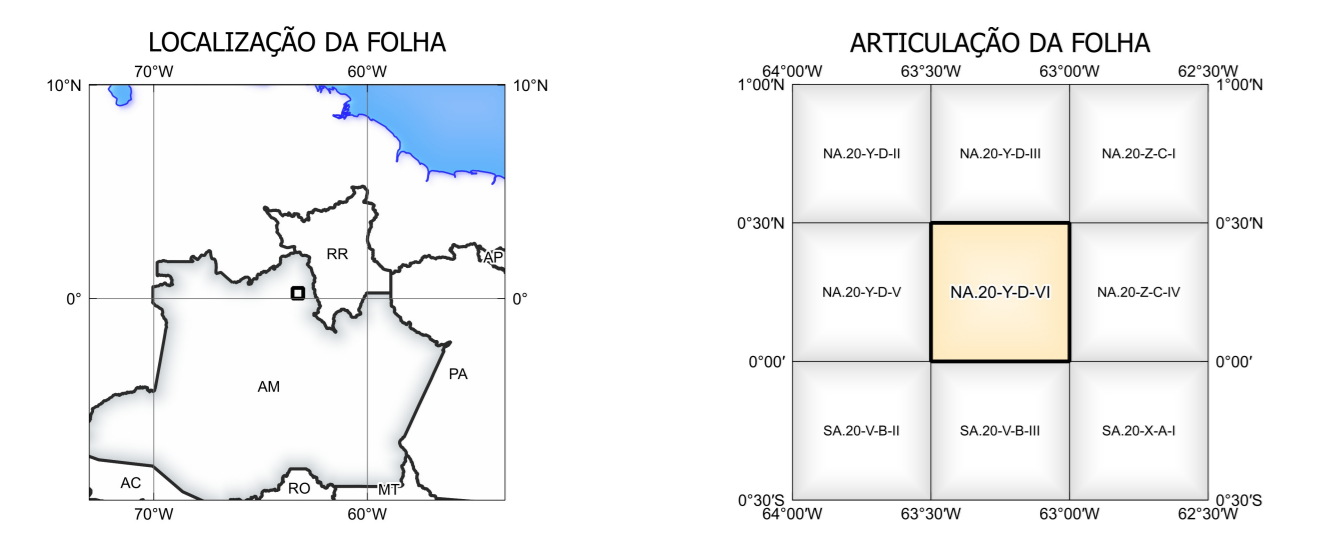 LOCALIZAÇÃO DA FOLHA
70°W 60°W
10°N 10°N
RR
AP
0° 0°
PA
AM
AC
RO
MT
70°W 60°W
ARTICULAÇÃO DA FOLHA
64°00'W 63°30'W 63°00'W 62°30'W
1°00'N 1°00'N
NA.20-Y-D-II NA.20-Y-D-III NA.20-Z-C-I
0°30'N 0°30'N
NA.20-Y-D-V NA.20-Y-D-VI NA.20-Z-C-IV
0°00' 0°00'
SA.20-V-B-II SA.20-V-B-III SA.20-X-A-I
0°30'S 0°30'S
64°00'W 63°30'W 63°00'W 62°30'W